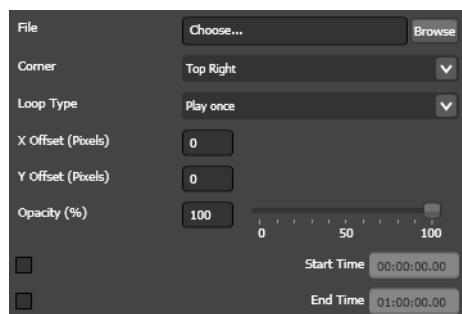 File Choose... Browse
Corner Top Right
Loop Type Play once
X Offset (Pixels) 0
Y Offset (Pixels) 0
Opacity (%) 100
0 50 100
Start Time 00:00:00.00
End Time 01:00:00.00